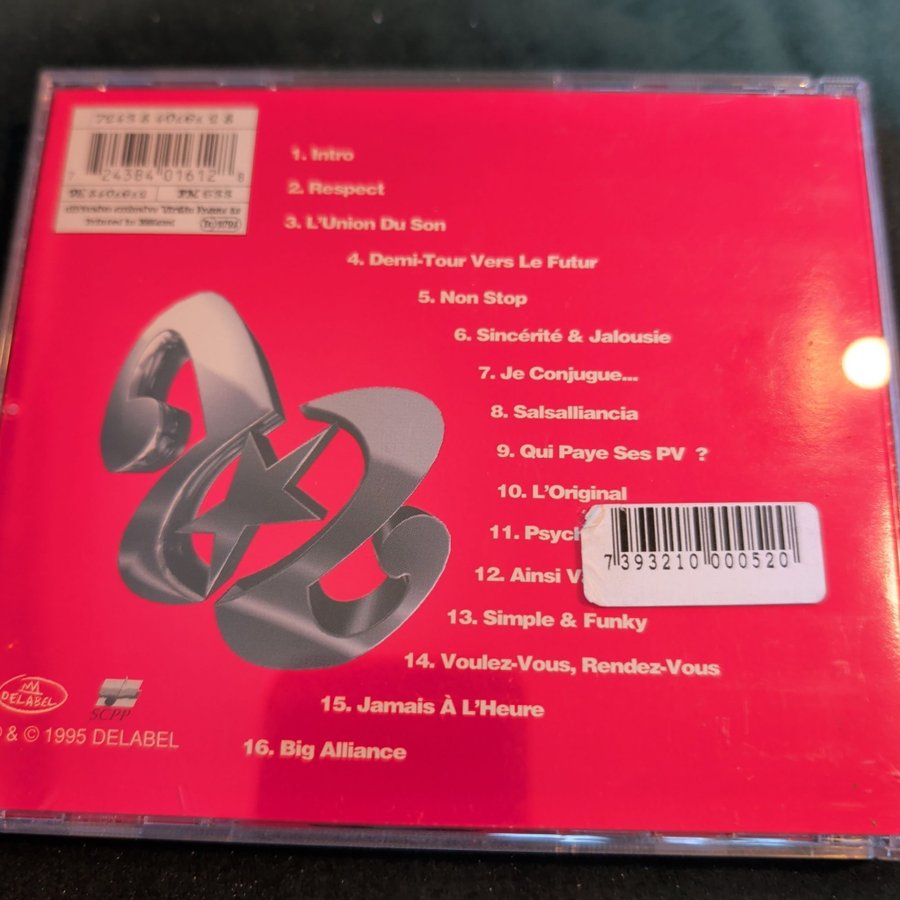 7 24384 01612 8
1. Intro
2. Respect
3. L'Union Du Son
4. Demi-Tour Vers Le Futur
5. Non Stop
6. Sincérité & Jalousie
7. Je Conjugue...
8. Salsalliancia
9. Qui Paye Ses PV ?
10. L'Original
11. Psych
12. Ainsi V
7 393210 000520
13. Simple & Funky
14. Voulez-Vous, Rendez-Vous
15. Jamais À L'Heure
16. Big Alliance
DELABEL
SCPP
& © 1995 DELABEL